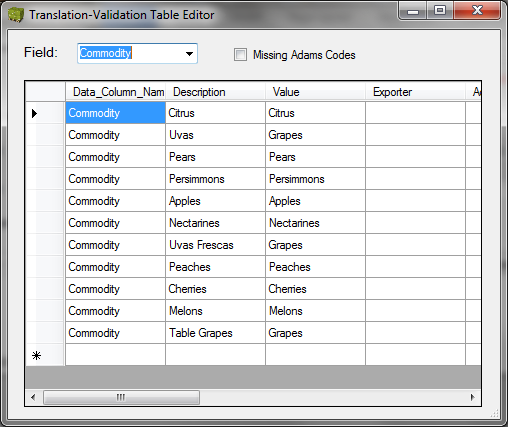 Translation-Validation Table Editor
Field: Commodity Missing Adams Codes
Data_Column_Nam Description Value Exporter
Commodity Citrus Citrus
Commodity Uvas Grapes
Commodity Pears Pears
Commodity Persimmons Persimmons
Commodity Apples Apples
Commodity Nectarines Nectarines
Commodity Uvas Frescas Grapes
Commodity Peaches Peaches
Commodity Cherries Cherries
Commodity Melons Melons
Commodity Table Grapes Grapes